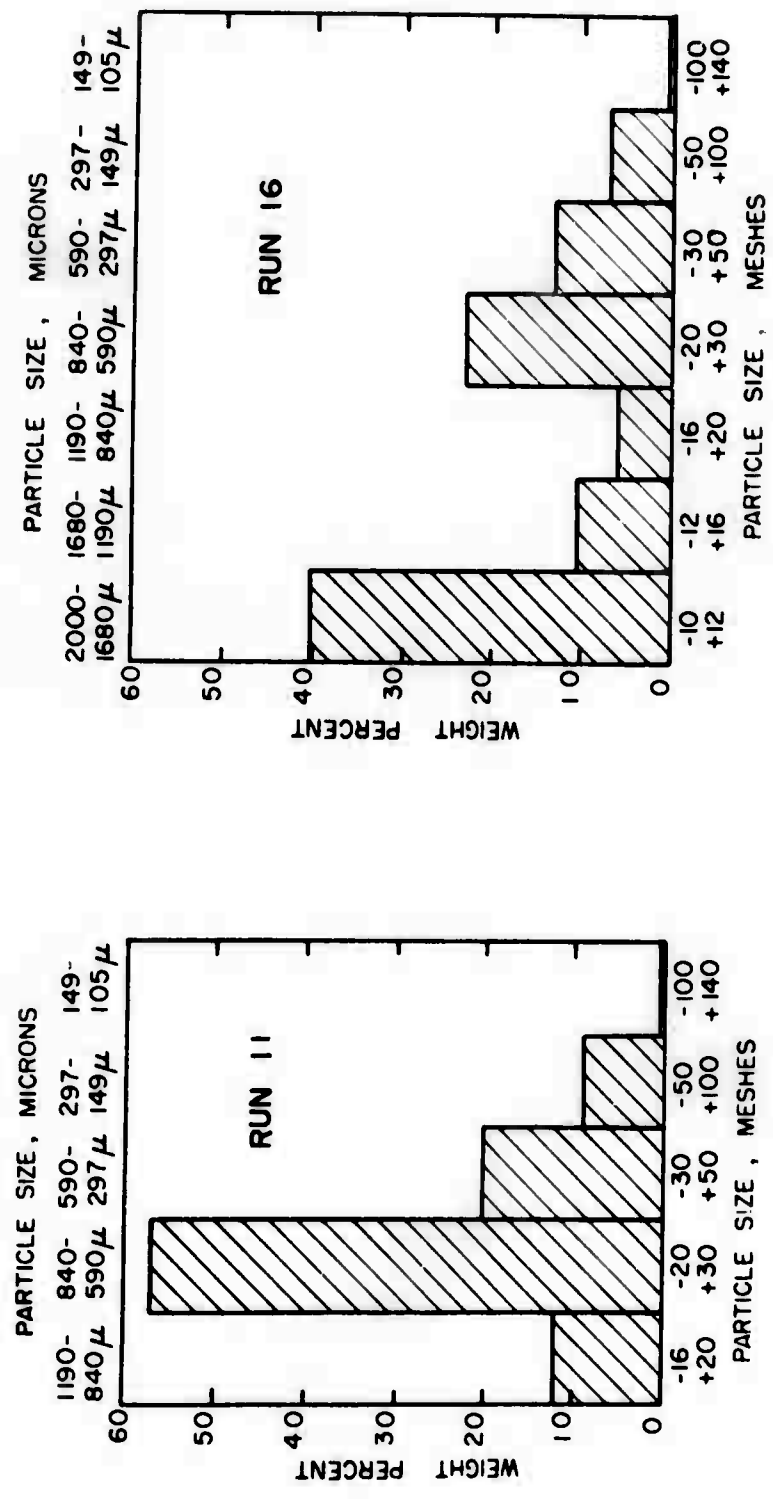 PARTICLE SIZE, MICRONS
1190- 840- 590- 297- 149-
840μ 590μ 297μ 149μ 105μ
RUN 11
60
50
40
30
20
10
0
WEIGHT PERCENT
-16 -20 -30 -50 -100
+20 +30 +50 +100 +140
PARTICLE SIZE, MESHES
PARTICLE SIZE, MICRONS
2000- 1680- 1190- 840- 590- 297- 149-
1680μ 1190μ 840μ 590μ 297μ 149μ 105μ
RUN 16
60
50
40
30
20
10
0
WEIGHT PERCENT
-10 -12 -16 -20 -30 -50 -100
+12 +16 +20 +30 +50 +100 +140
PARTICLE SIZE, MESHES